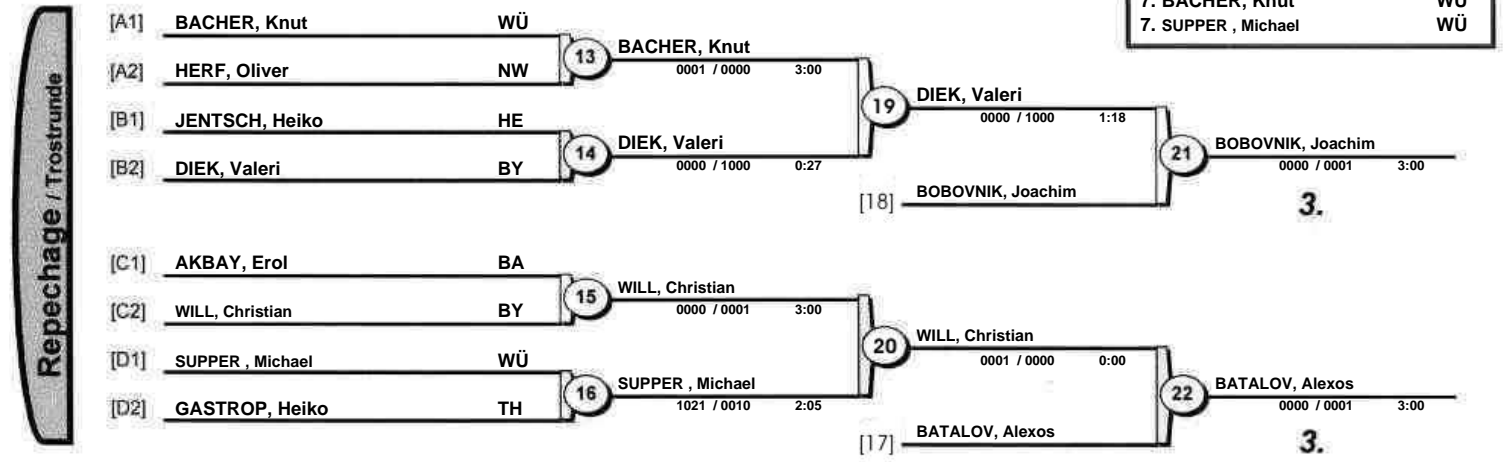 7. BACHER, Knut WÜ
7. SUPPER , Michael WÜ
Repechage / Trostrunde
[A1] BACHER, Knut WÜ
13 BACHER, Knut
0001 / 0000 3:00
[A2] HERF, Oliver NW
19 DIEK, Valeri
0000 / 1000 1:18
[B1] JENTSCH, Heiko HE
14 DIEK, Valeri
0000 / 1000 0:27
[B2] DIEK, Valeri BY
21 BOBOVNIK, Joachim
0000 / 0001 3:00
[18] BOBOVNIK, Joachim
3.
[C1] AKBAY, Erol BA
15 WILL, Christian
0000 / 0001 3:00
[C2] WILL, Christian BY
20 WILL, Christian
0001 / 0000 0:00
[D1] SUPPER , Michael WÜ
16 SUPPER , Michael
1021 / 0010 2:05
[D2] GASTROP, Heiko TH
22 BATALOV, Alexos
0000 / 0001 3:00
[17] BATALOV, Alexos
3.